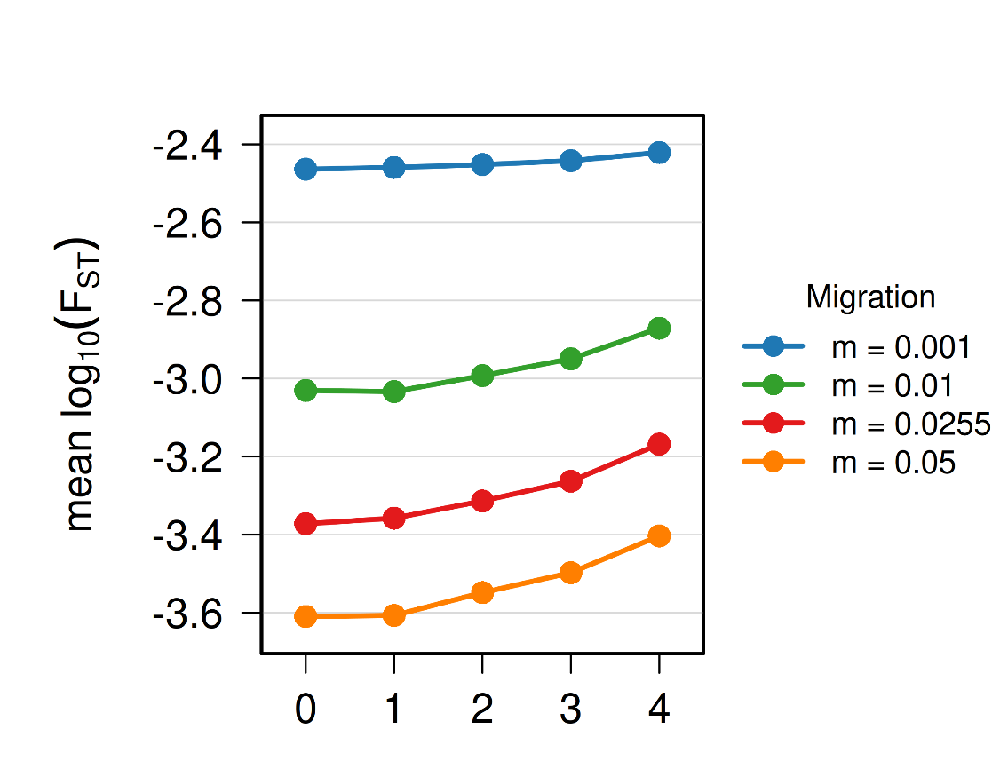 mean log10(FST)
-2.4
-2.6
-2.8
-3.0
-3.2
-3.4
-3.6
0 1 2 3 4
Migration
m = 0.001
m = 0.01
m = 0.0255
m = 0.05